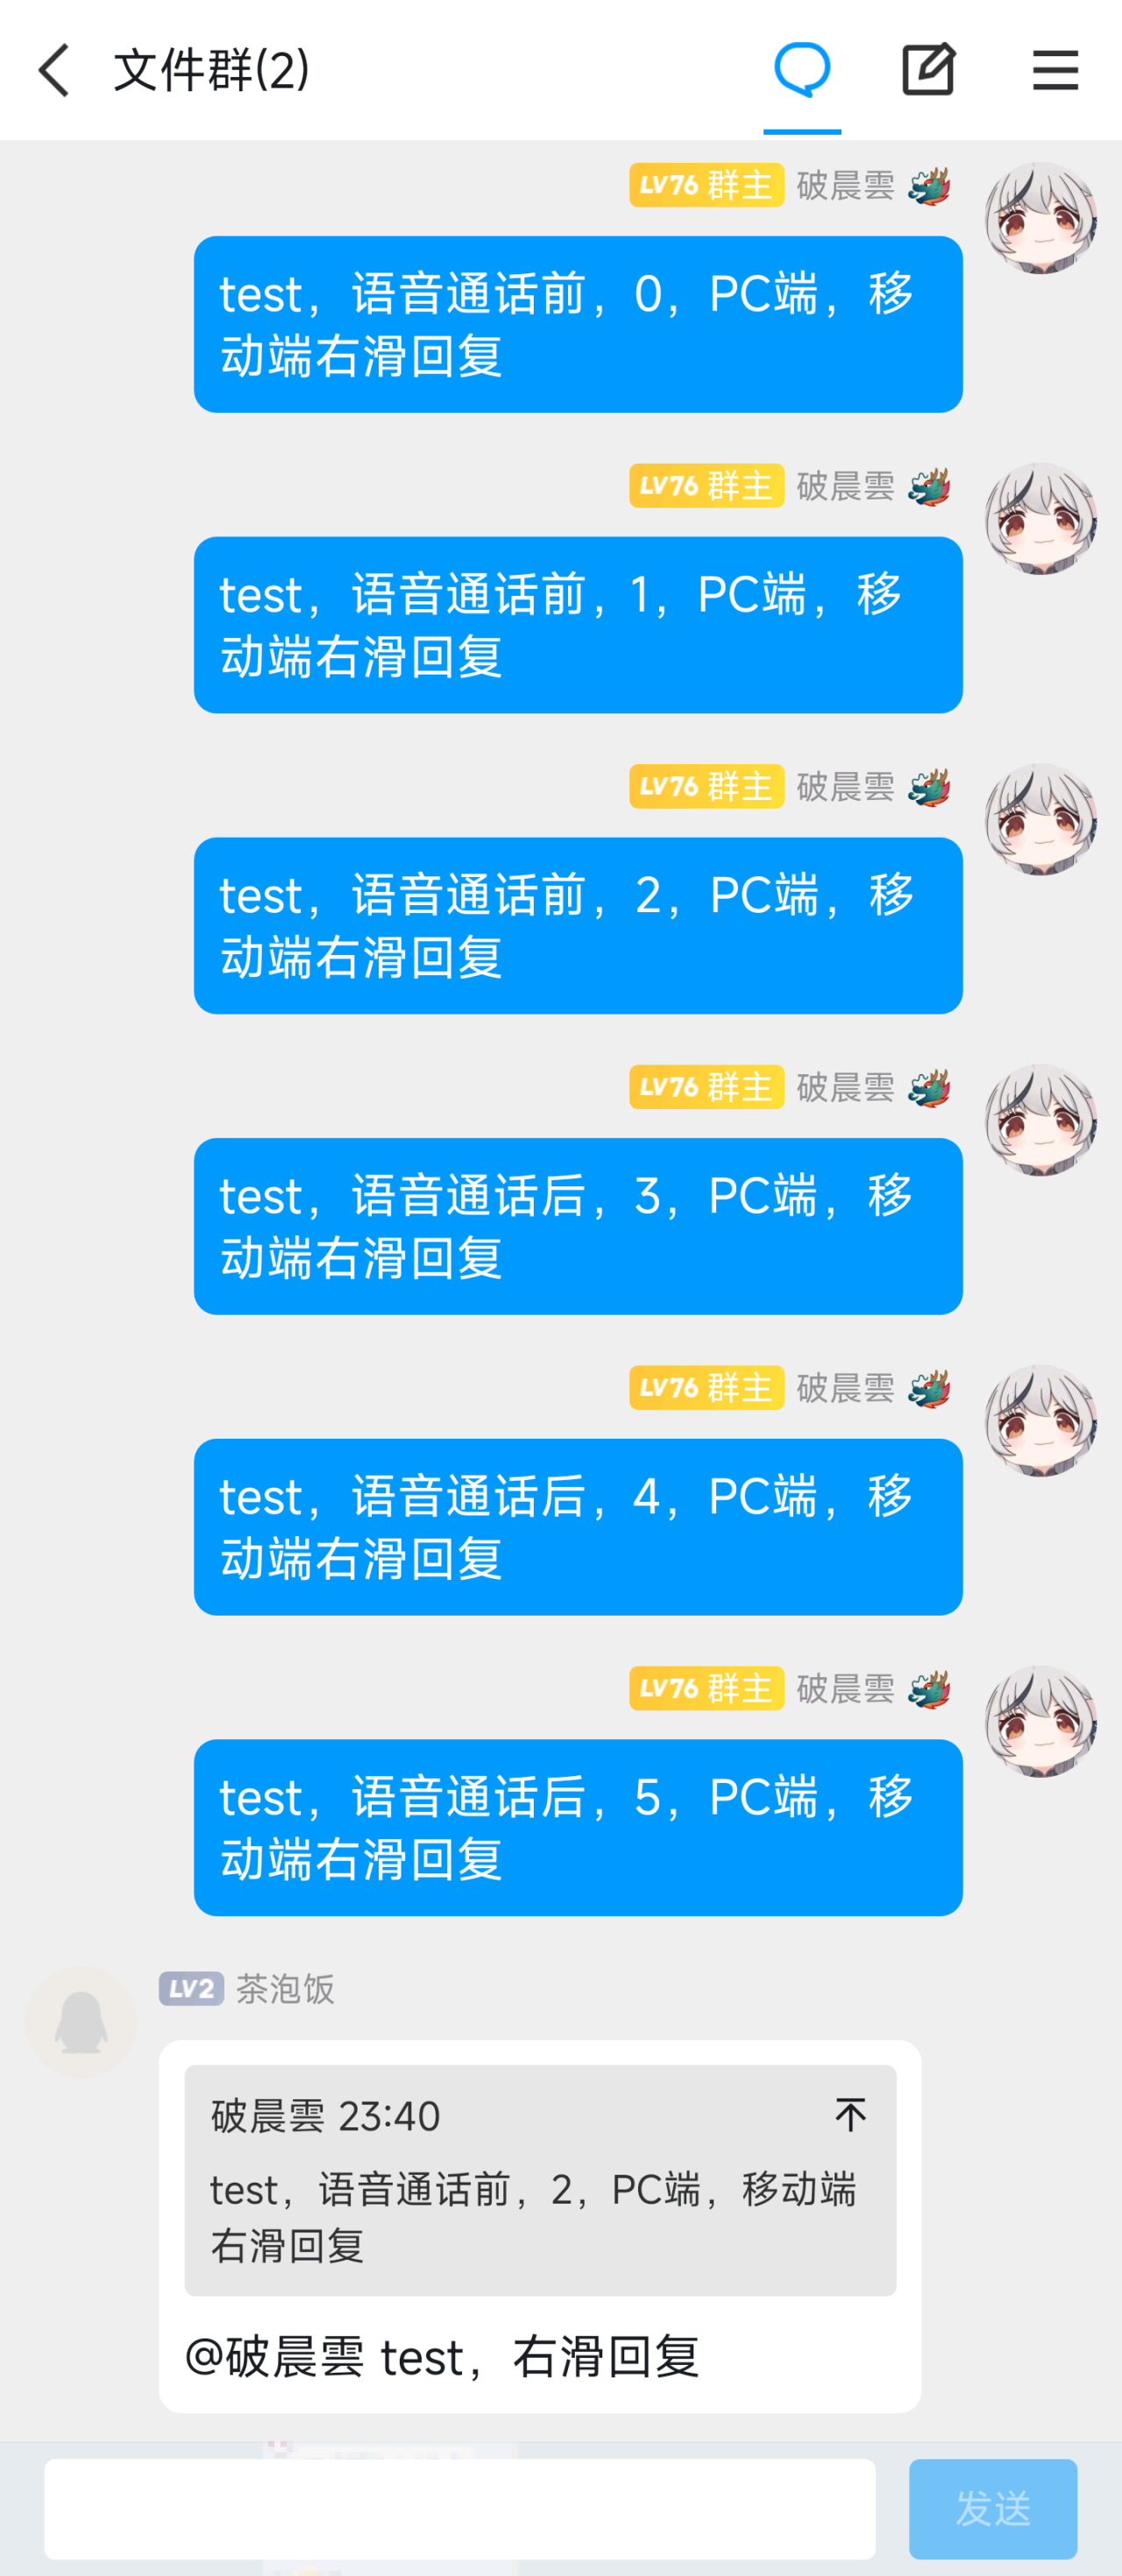 文件群(2)
LV76 群主 破晨雲
test，语音通话前，0，PC端，移
动端右滑回复
LV76 群主 破晨雲
test，语音通话前，1，PC端，移
动端右滑回复
LV76 群主 破晨雲
test，语音通话前，2，PC端，移
动端右滑回复
LV76 群主 破晨雲
test，语音通话后，3，PC端，移
动端右滑回复
LV76 群主 破晨雲
test，语音通话后，4，PC端，移
动端右滑回复
LV76 群主 破晨雲
test，语音通话后，5，PC端，移
动端右滑回复
LV2 茶泡饭
破晨雲 23:40
test，语音通话前，2，PC端，移动端
右滑回复
@破晨雲 test，右滑回复
发送